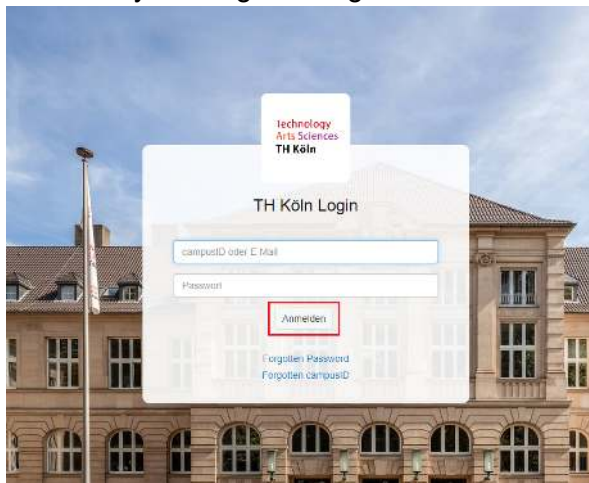 Technology
Arts Sciences
TH Köln
TH Köln Login
campusID oder E Mail
Passwort
Anmelden
Forgotten Password
Forgotten campusID